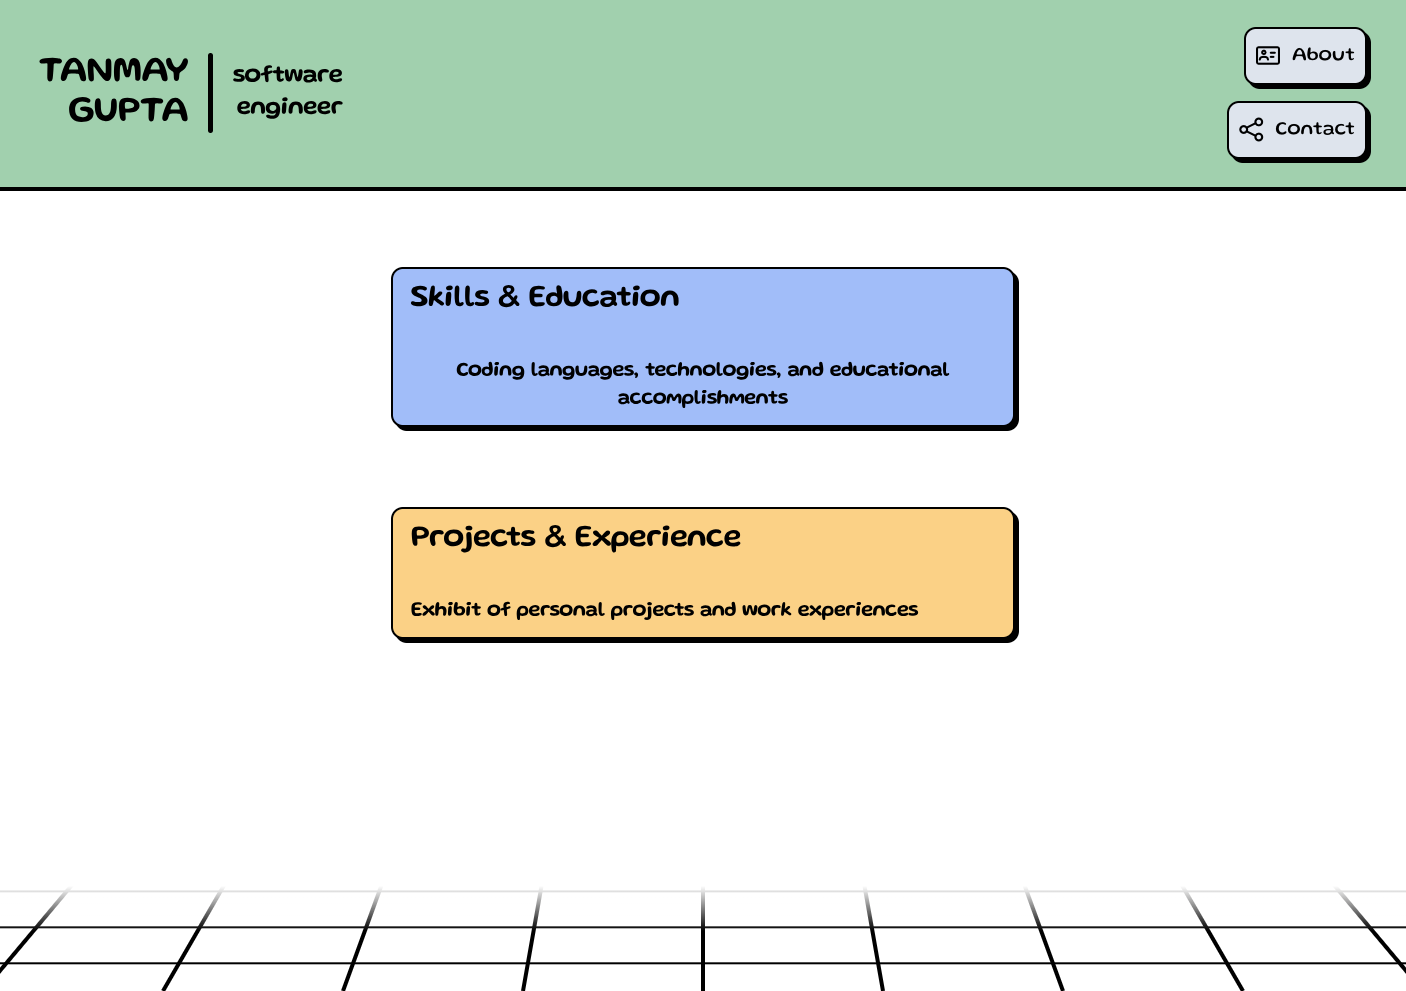 TANMAY
GUPTA
software
engineer
About
Contact
Skills & Education
Coding languages, technologies, and educational
accomplishments
Projects & Experience
Exhibit of personal projects and work experiences